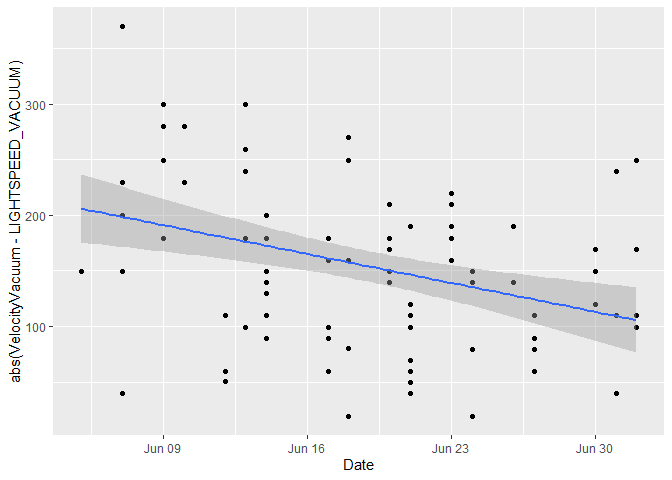 abs(VelocityVacuum - LIGHTSPEED_VACUUM)
300
200
100
Jun 09 Jun 16 Jun 23 Jun 30
Date